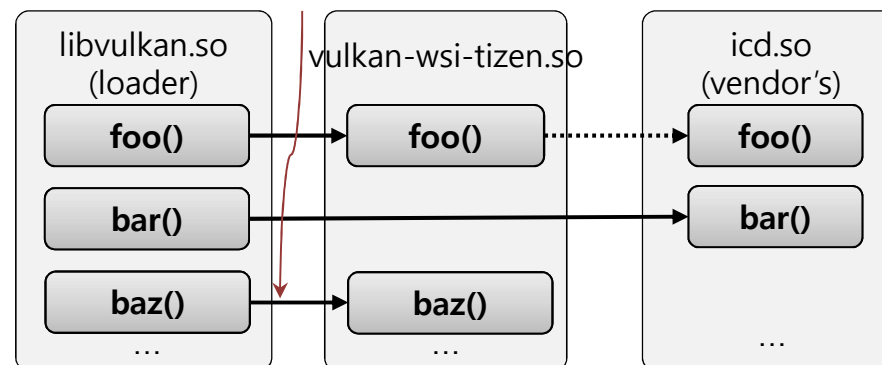 libvulkan.so
(loader)
vulkan-wsi-tizen.so
icd.so
(vendor’s)
foo()
foo()
foo()
bar()
bar()
baz()
baz()
...
...
...